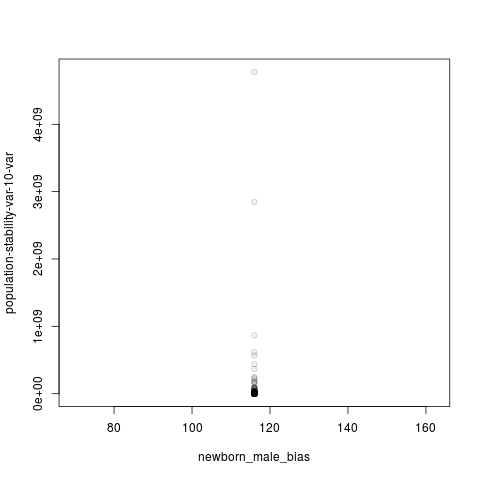 population-stability-var-10-var
4e+09
3e+09
2e+09
1e+09
0e+00
80
100
120
140
160
newborn_male_bias